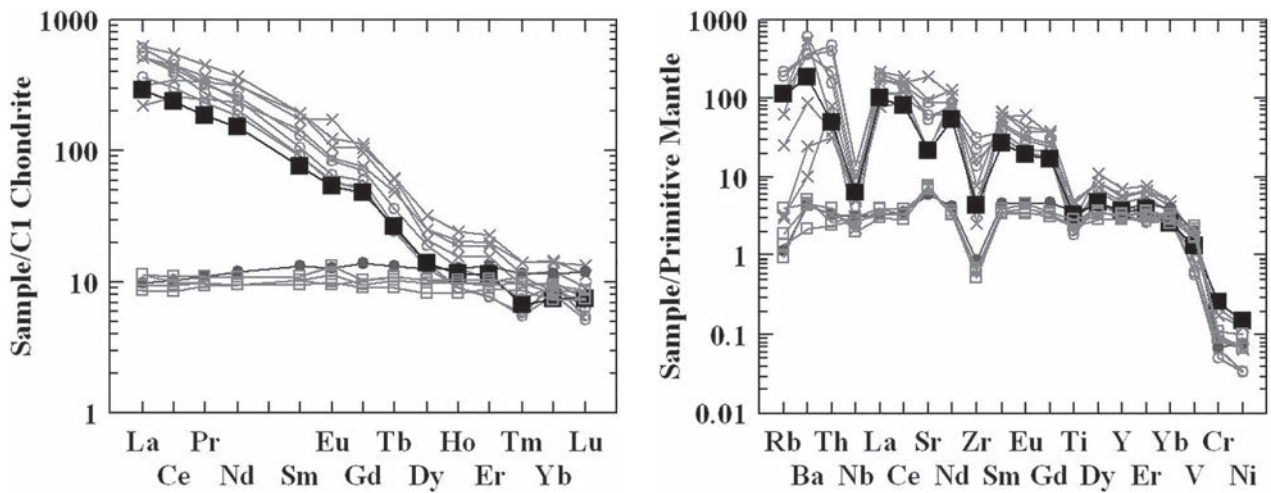 Sample/C1 Chondrite
1000
100
10
1
La Pr Eu Tb Ho Tm Lu
Ce Nd Sm Gd Dy Er Yb
Sample/Primitive Mantle
1000
100
10
1
0.1
0.01
Rb Th La Sr Zr Eu Ti Y Yb Cr
Ba Nb Ce Nd Sm Gd Dy Er V Ni